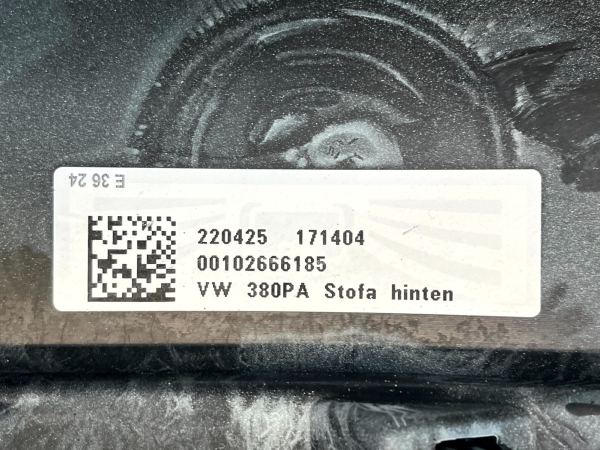 E 36 24
220425 171404
00102666185
VW 380PA Stofa hinten